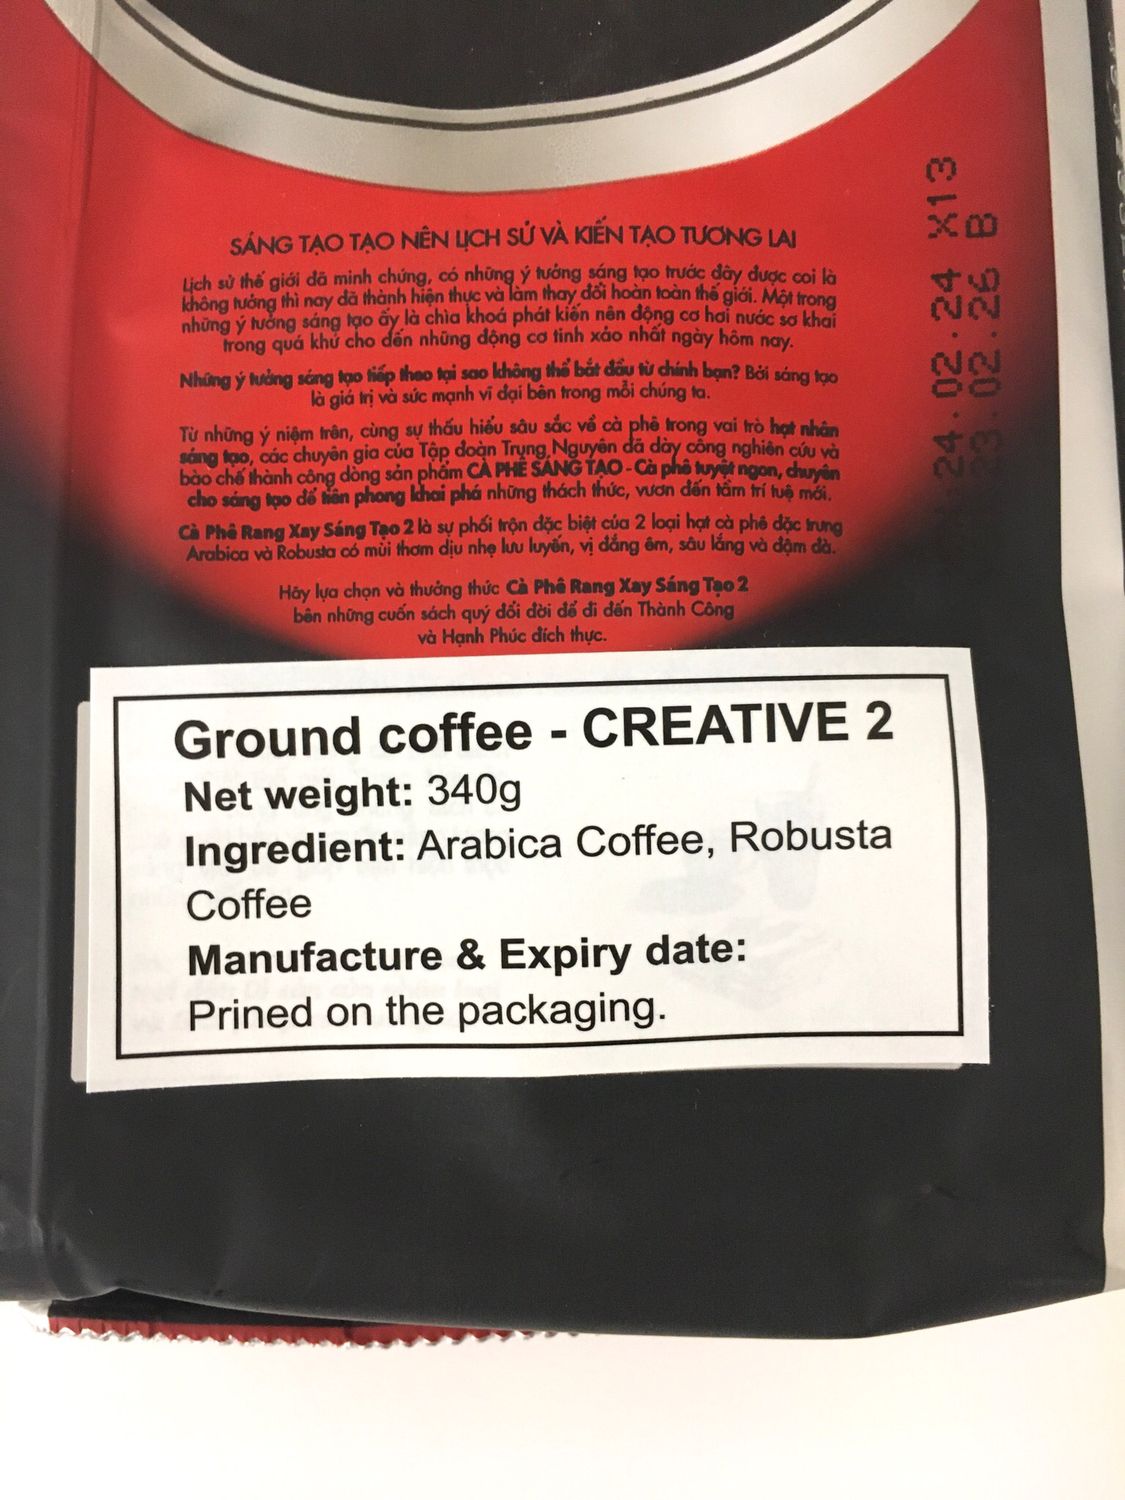 SÁNG TẠO TẠO NÊN LỊCH SỬ VÀ KIẾN TẠO TƯƠNG LAI
Lịch sử thế giới đã minh chứng, có những ý tưởng sáng tạo trước đây được coi là
không tưởng thì nay đã thành hiện thực và làm thay đổi hoàn toàn thế giới. Một trong
những ý tưởng sáng tạo ấy là chìa khoá phát kiến nên động cơ hơi nước sơ khai
trong quá khứ cho đến những động cơ tinh xảo nhất ngày hôm nay.
Những ý tưởng sáng tạo tiếp theo tại sao không thể bắt đầu từ chính bạn? Bởi sáng tạo
là giá trị và sức mạnh vĩ đại bên trong mỗi chúng ta.
Từ những ý niệm trên, cùng sự thấu hiểu sâu sắc về cà phê trong vai trò hạt nhân
sáng tạo, các chuyên gia của Tập đoàn Trung Nguyên đã dày công nghiên cứu và
bào chế thành công dòng sản phẩm CÀ PHÊ SÁNG TẠO - Cà phê tuyệt ngon, chuyên
cho sáng tạo để tiên phong khai phá những thách thức, vươn đến tầm trí tuệ mới.
Cà Phê Rang Xay Sáng Tạo 2 là sự phối trộn đặc biệt của 2 loại hạt cà phê đặc trưng
Arabica và Robusta có mùi thơm dịu nhẹ lưu luyến, vị đắng êm, sâu lắng và đậm đà.
Hãy lựa chọn và thưởng thức Cà Phê Rang Xay Sáng Tạo 2
bên những cuốn sách quý đổi đời để đi đến Thành Công
và Hạnh Phúc đích thực.
24.02.24 X13
23.02.26 B
Ground coffee - CREATIVE 2
Net weight: 340g
Ingredient: Arabica Coffee, Robusta
Coffee
Manufacture & Expiry date:
Prined on the packaging.